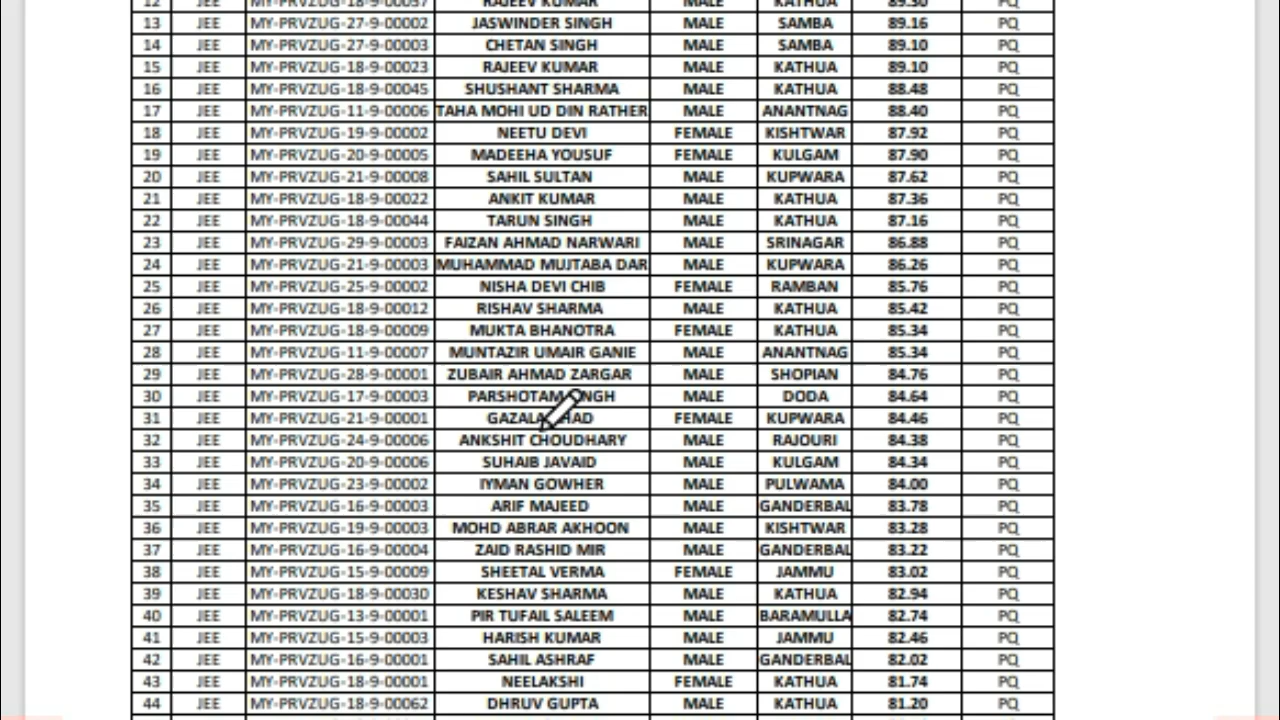 12 JEE MY-PRVZUG-18-9-00057 RAJEEV KUMAR MALE KATHUA 89.30 PQ
13 JEE MY-PRVZUG-27-9-00002 JASWINDER SINGH MALE SAMBA 89.16 PQ
14 JEE MY-PRVZUG-27-9-00003 CHETAN SINGH MALE SAMBA 89.10 PQ
15 JEE MY-PRVZUG-18-9-00023 RAJEEV KUMAR MALE KATHUA 89.10 PQ
16 JEE MY-PRVZUG-18-9-00045 SHUSHANT SHARMA MALE KATHUA 88.48 PQ
17 JEE MY-PRVZUG-11-9-00006 TAHA MOHI UD DIN RATHER MALE ANANTNAG 88.40 PQ
18 JEE MY-PRVZUG-19-9-00002 NEETU DEVI FEMALE KISHTWAR 87.92 PQ
19 JEE MY-PRVZUG-20-9-00005 MADEEHA YOUSUF FEMALE KULGAM 87.90 PQ
20 JEE MY-PRVZUG-21-9-00008 SAHIL SULTAN MALE KUPWARA 87.62 PQ
21 JEE MY-PRVZUG-18-9-00022 ANKIT KUMAR MALE KATHUA 87.36 PQ
22 JEE MY-PRVZUG-18-9-00044 TARUN SINGH MALE KATHUA 87.16 PQ
23 JEE MY-PRVZUG-29-9-00003 FAIZAN AHMAD NARWARI MALE SRINAGAR 86.88 PQ
24 JEE MY-PRVZUG-21-9-00003 MUHAMMAD MUJTABA DAR MALE KUPWARA 86.26 PQ
25 JEE MY-PRVZUG-25-9-00002 NISHA DEVI CHIB FEMALE RAMBAN 85.76 PQ
26 JEE MY-PRVZUG-18-9-00012 RISHAV SHARMA MALE KATHUA 85.42 PQ
27 JEE MY-PRVZUG-18-9-00009 MUKTA BHANOTRA FEMALE KATHUA 85.34 PQ
28 JEE MY-PRVZUG-11-9-00007 MUNTAZIR UMAIR GANIE MALE ANANTNAG 85.34 PQ
29 JEE MY-PRVZUG-28-9-00001 ZUBAIR AHMAD ZARGAR MALE SHOPIAN 84.76 PQ
30 JEE MY-PRVZUG-17-9-00003 PARSHOTAM MALE DODA 84.64 PQ
31 JEE MY-PRVZUG-21-9-00001 GAZALA FEMALE KUPWARA 84.46 PQ
32 JEE MY-PRVZUG-24-9-00006 ANKSHIT CHOUDHARY MALE RAJOURI 84.38 PQ
33 JEE MY-PRVZUG-20-9-00006 SUHAIB JAVAID MALE KULGAM 84.34 PQ
34 JEE MY-PRVZUG-23-9-00002 IYMAN GOWHER MALE PULWAMA 84.00 PQ
35 JEE MY-PRVZUG-16-9-00003 ARIF MAJEED MALE GANDERBAL 83.78 PQ
36 JEE MY-PRVZUG-19-9-00003 MOHD ABRAR AKHOON MALE KISHTWAR 83.28 PQ
37 JEE MY-PRVZUG-16-9-00004 ZAID RASHID MIR MALE GANDERBAL 83.22 PQ
38 JEE MY-PRVZUG-15-9-00009 SHEETAL VERMA FEMALE JAMMU 83.02 PQ
39 JEE MY-PRVZUG-18-9-00030 KESHAV SHARMA MALE KATHUA 82.94 PQ
40 JEE MY-PRVZUG-13-9-00001 PIR TUFAIL SALEEM MALE BARAMULLA 82.74 PQ
41 JEE MY-PRVZUG-15-9-00003 HARISH KUMAR MALE JAMMU 82.46 PQ
42 JEE MY-PRVZUG-16-9-00001 SAHIL ASHRAF MALE GANDERBAL 82.02 PQ
43 JEE MY-PRVZUG-18-9-00001 NEELAKSHI FEMALE KATHUA 81.74 PQ
44 JEE MY-PRVZUG-18-9-00062 DHRUV GUPTA MALE KATHUA 81.20 PQ